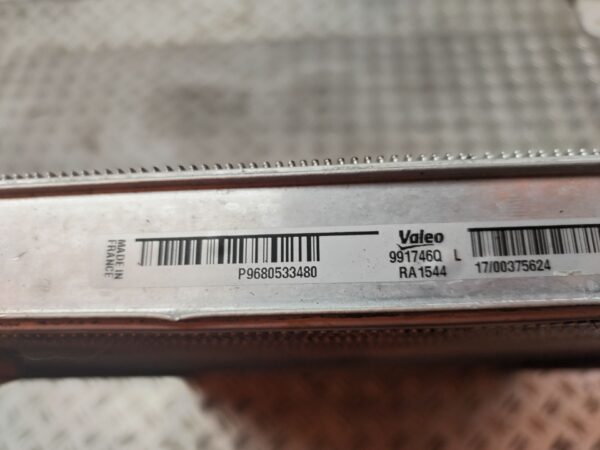 MADE IN
FRANCE
P9680533480
Valeo
991746Q L
RA1544
17/00375624